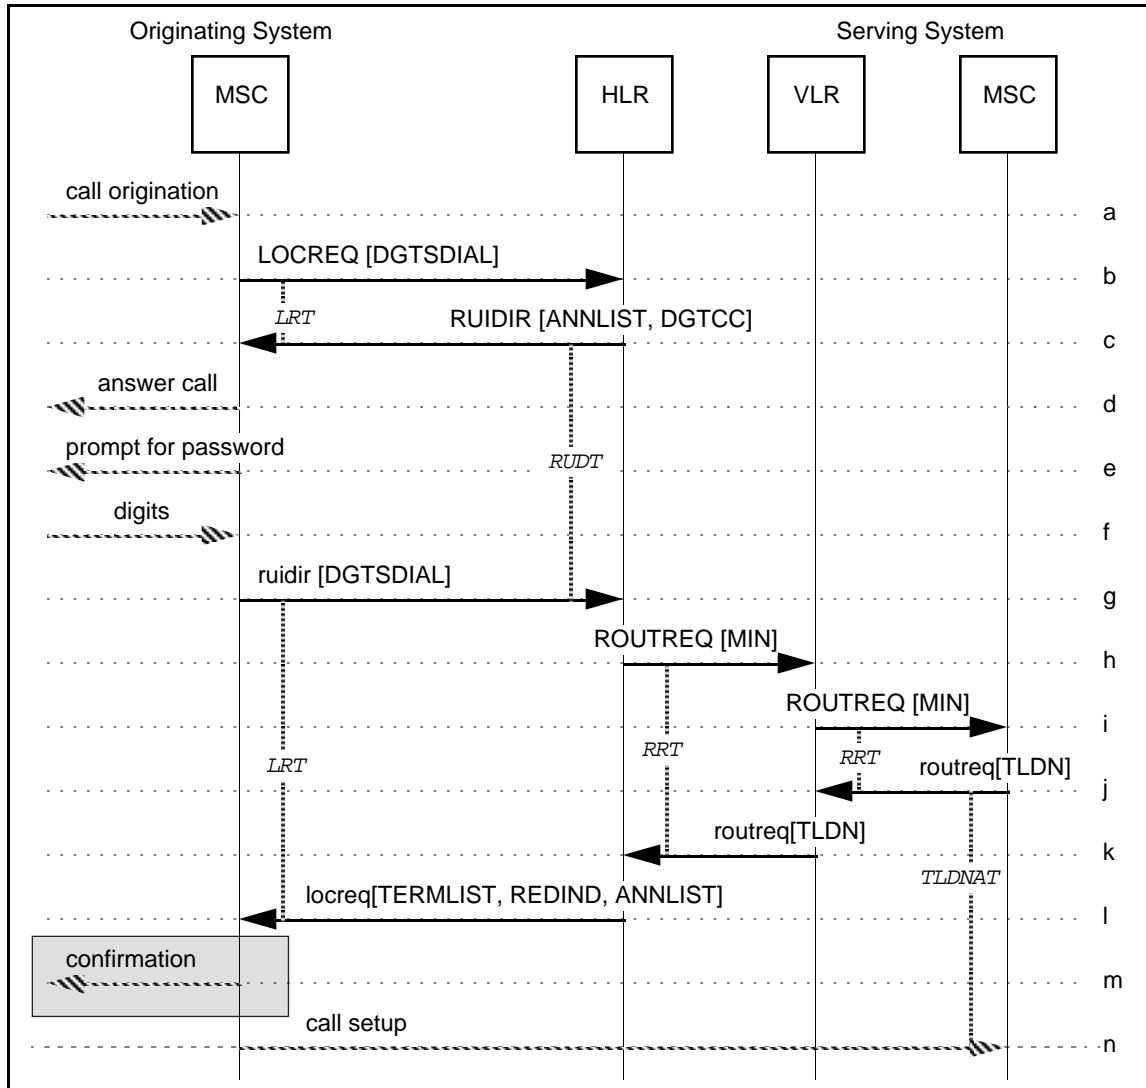 Originating System
Serving System
MSC
HLR
VLR
MSC
call origination
a
LOCREQ [DGTSDIAL]
b
LRT
RUIDIR [ANNLIST, DGTCC]
c
answer call
d
prompt for password
RUDT
e
digits
f
ruidir [DGTSDIAL]
g
ROUTREQ [MIN]
h
ROUTREQ [MIN]
i
LRT
RRT
RRT
routreq[TLDN]
j
routreq[TLDN]
k
TLDNAT
locreq[TERMLIST, REDIND, ANNLIST]
l
confirmation
m
call setup
n